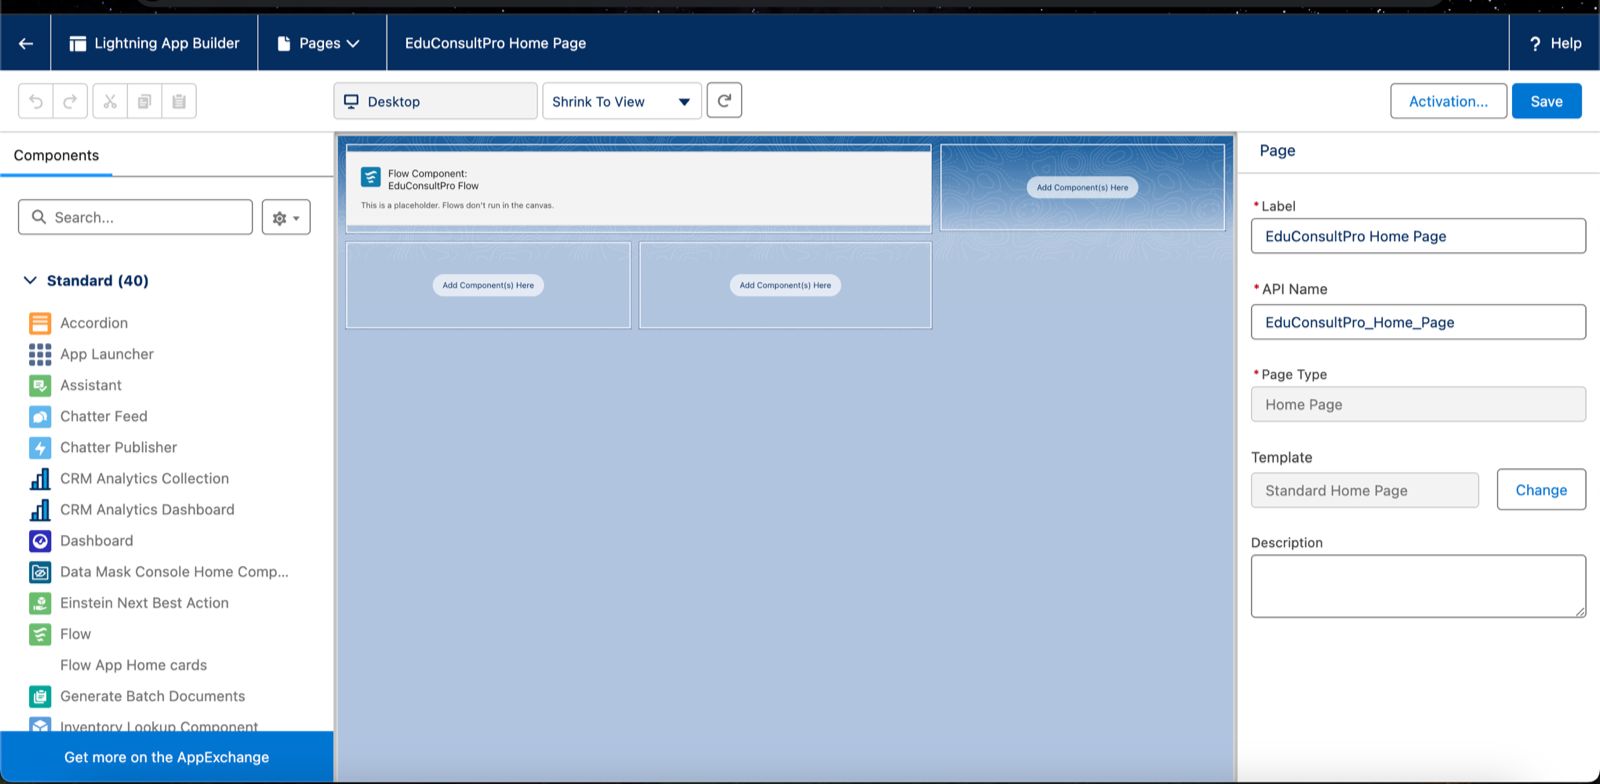 Lightning App Builder
Pages
EduConsultPro Home Page
? Help
Desktop
Shrink To View
Activation...
Save
Components
Search...
Standard (40)
Accordion
App Launcher
Assistant
Chatter Feed
Chatter Publisher
CRM Analytics Collection
CRM Analytics Dashboard
Dashboard
Data Mask Console Home Comp...
Einstein Next Best Action
Flow
Flow App Home cards
Generate Batch Documents
Inventory Lookup Component
Get more on the AppExchange
Flow Component:
EduConsultPro Flow
This is a placeholder. Flows don't run in the canvas.
Add Component(s) Here
Add Component(s) Here
Add Component(s) Here
Page
*Label
EduConsultPro Home Page
*API Name
EduConsultPro_Home_Page
*Page Type
Home Page
Template
Standard Home Page
Change
Description